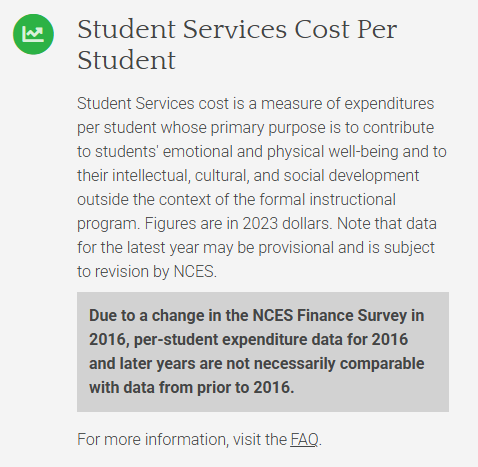 Student Services Cost Per
Student
Student Services cost is a measure of expenditures
per student whose primary purpose is to contribute
to students' emotional and physical well-being and to
their intellectual, cultural, and social development
outside the context of the formal instructional
program. Figures are in 2023 dollars. Note that data
for the latest year may be provisional and is subject
to revision by NCES.
Due to a change in the NCES Finance Survey in
2016, per-student expenditure data for 2016
and later years are not necessarily comparable
with data from prior to 2016.
For more information, visit the FAQ.